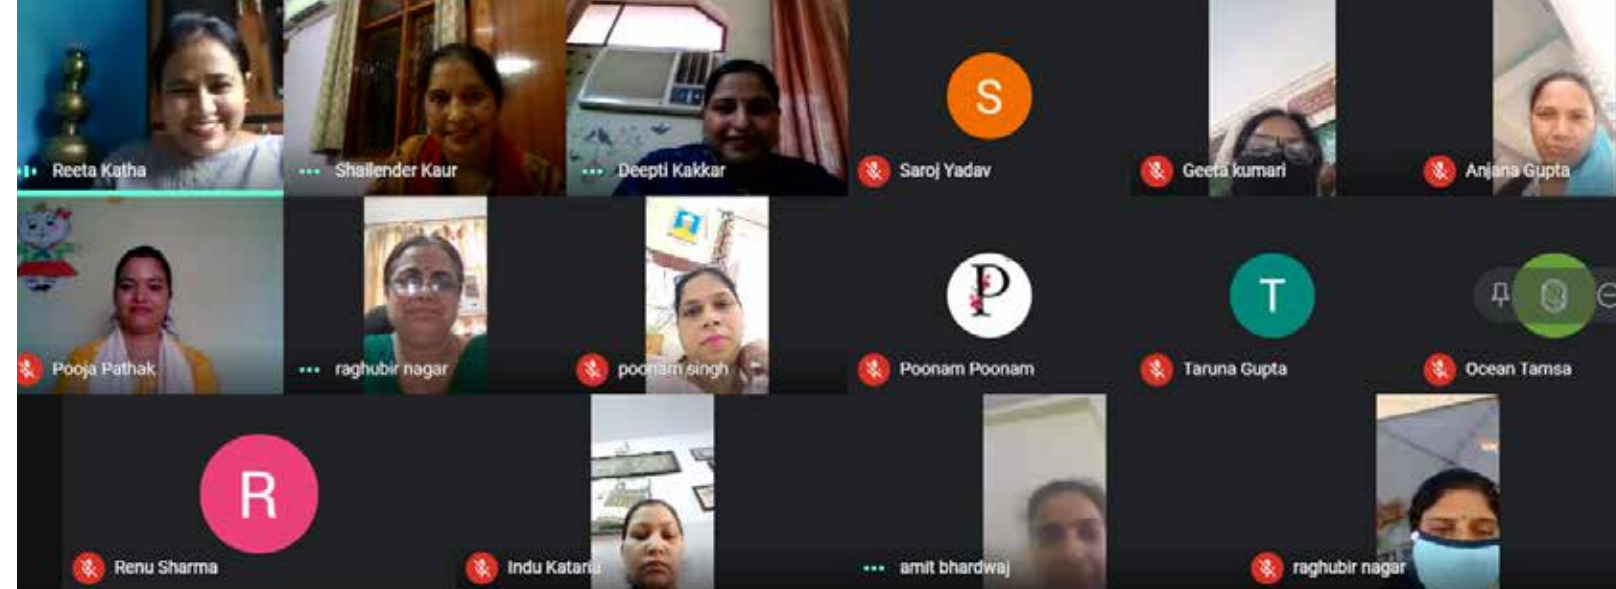 Reeta Katha
Shailender Kaur
Deepti Kakkar
S
Saroj Yadav
Geeta kumari
Anjana Gupta
Pooja Pathak
raghubir nagar
poonam singh
P
Poonam Poonam
T
Taruna Gupta
Ocean Tamsa
R
Renu Sharma
Indu Kataria
amit bhardwaj
raghubir nagar